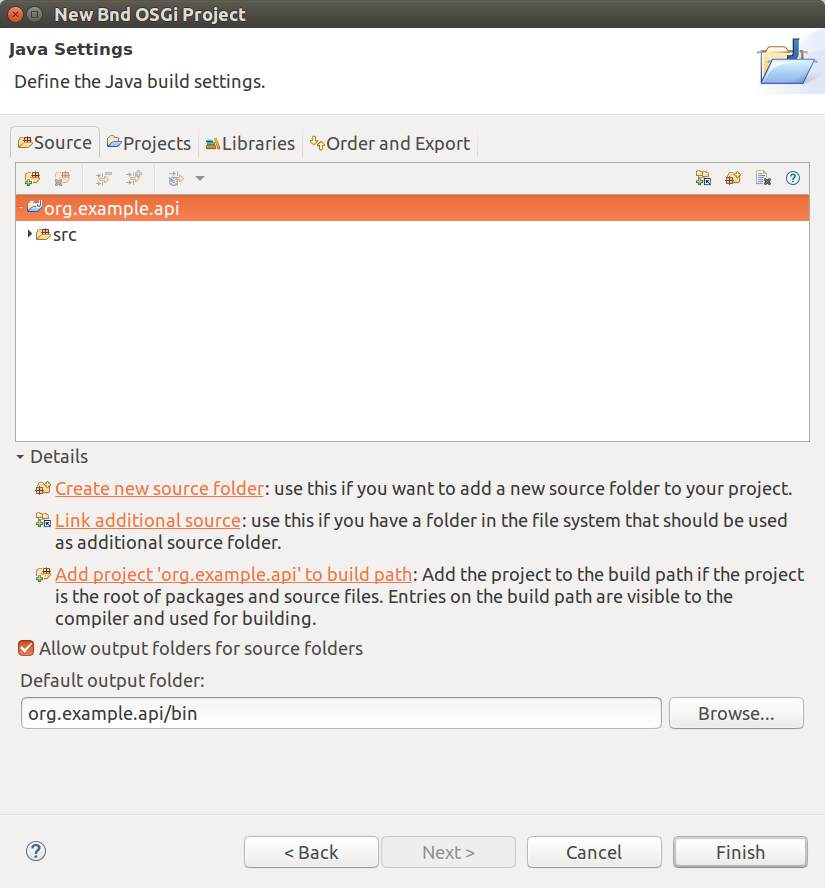 New Bnd OSGi Project
Java Settings
Define the Java build settings.
Source Projects Libraries Order and Export
org.example.api
src
Details
Create new source folder: use this if you want to add a new source folder to your project.
Link additional source: use this if you have a folder in the file system that should be used
as additional source folder.
Add project 'org.example.api' to build path: Add the project to the build path if the project
is the root of packages and source files. Entries on the build path are visible to the
compiler and used for building.
Allow output folders for source folders
Default output folder:
org.example.api/bin Browse...
< Back Next > Cancel Finish